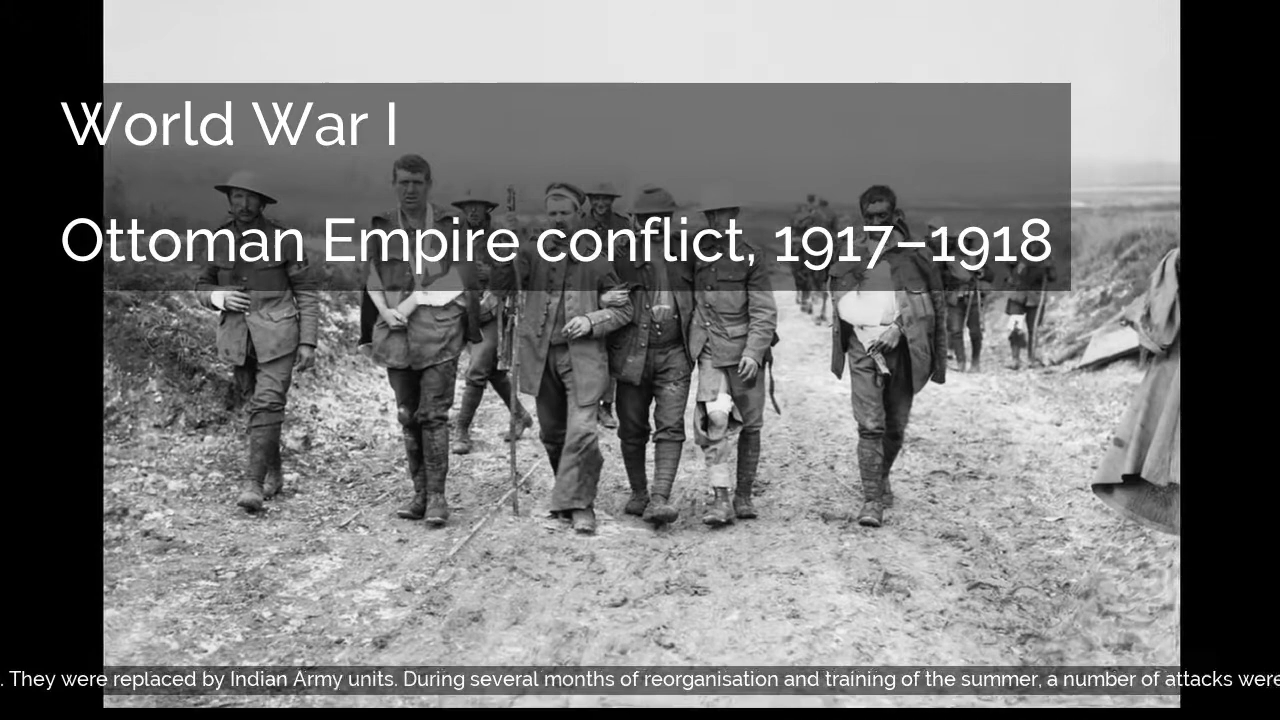 World War I
Ottoman Empire conflict, 1917–1918
. They were replaced by Indian Army units. During several months of reorganisation and training of the summer, a number of attacks were